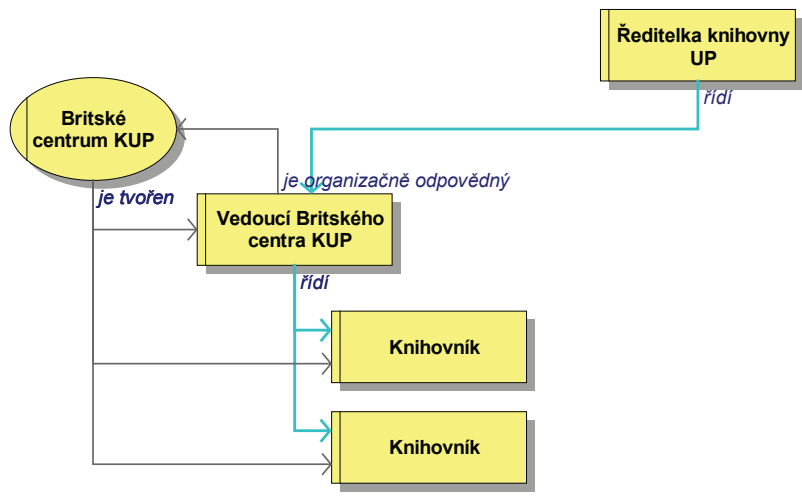 Ředitelka knihovny
UP
řídí
Britské
centrum KUP
je organizačně odpovědný
je tvořen
Vedoucí Britského
centra KUP
řídí
Knihovník
Knihovník